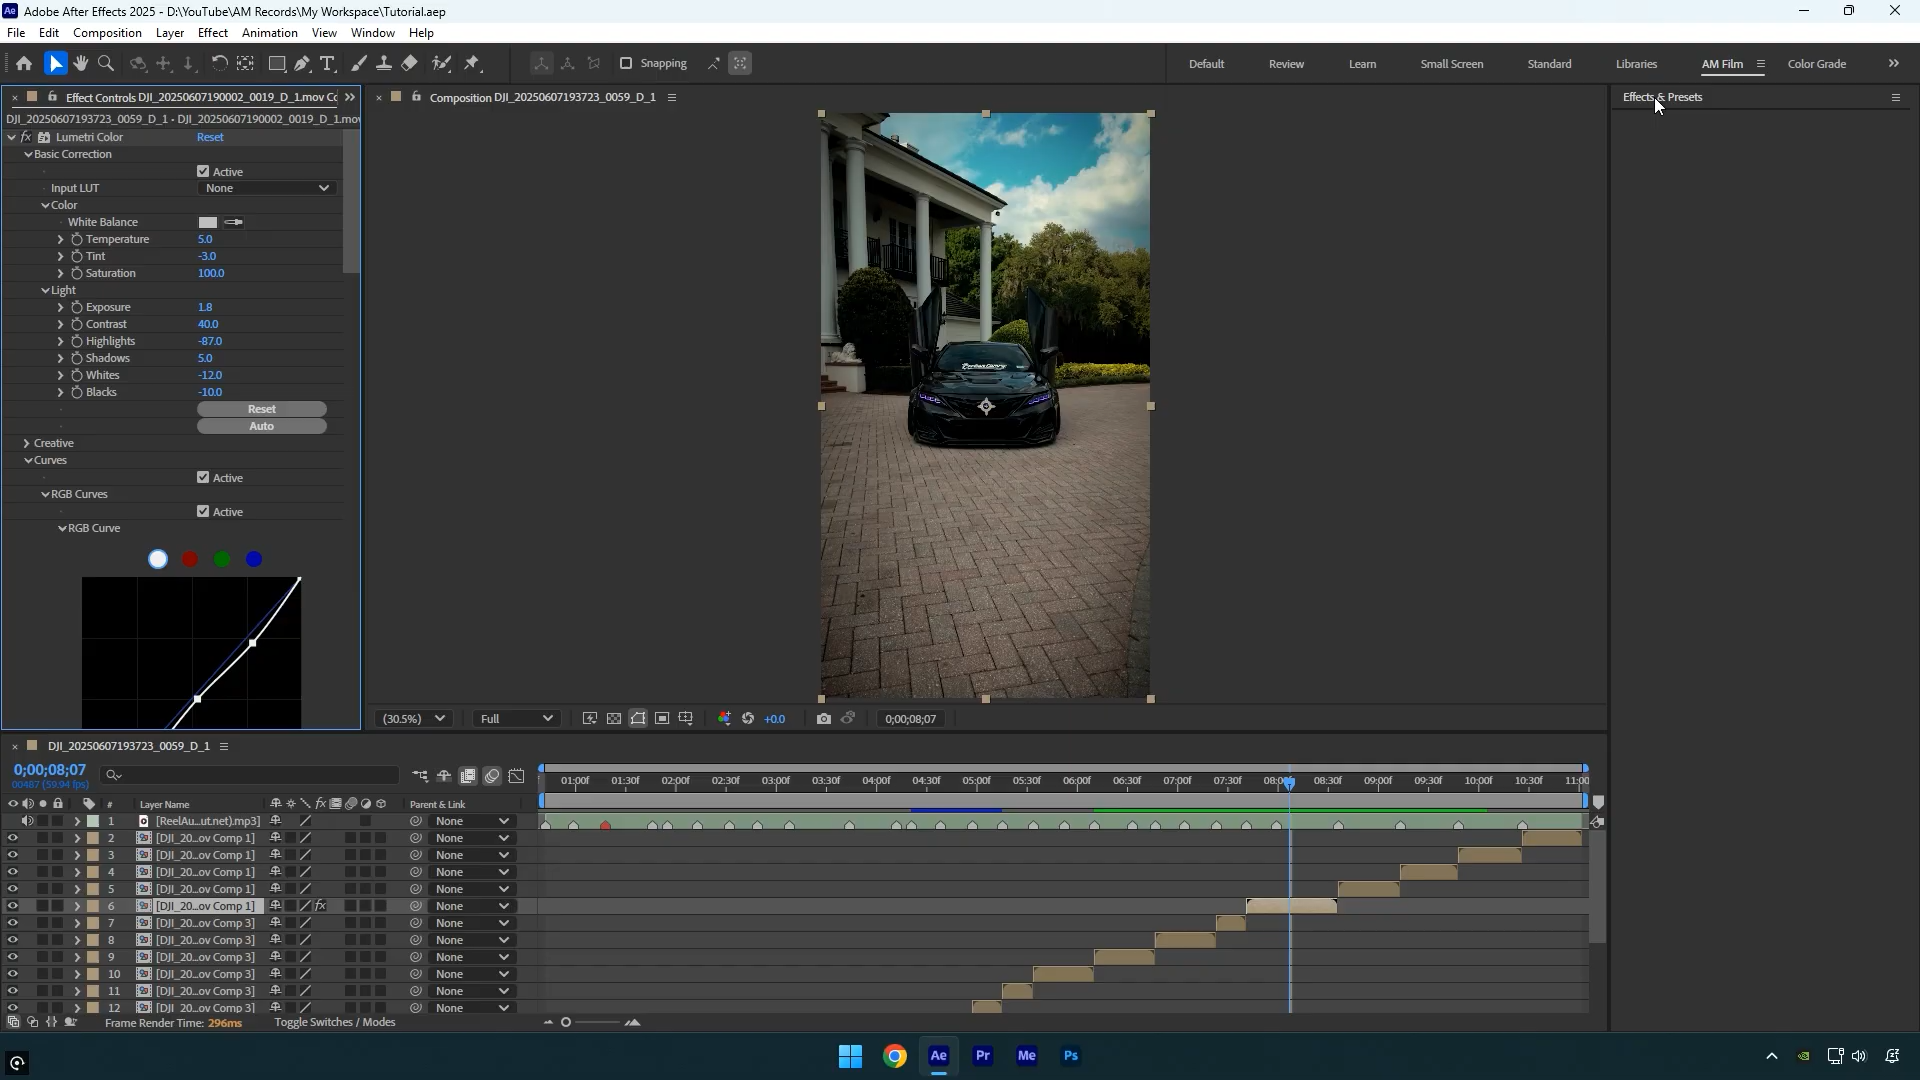 Adobe After Effects 2025 - D:\YouTube\AM Records\My Workspace\Tutorial.aep
File Edit Composition Layer Effect Animation View Window Help
Snapping Default Review Learn Small Screen Standard Libraries AM Film Color Grade
Effect Controls DJI_20250607190002_0019_D_1.mov Cc
Composition DJI_20250607193723_0059_D_1
Effects & Presets
DJI_20250607193723_0059_D_1 • DJI_20250607190002_0019_D_1.mov
fx Lumetri Color Reset
Basic Correction
Active
Input LUT None
Color
White Balance
Temperature 5.0
Tint -3.0
Saturation 100.0
Light
Exposure 1.8
Contrast 40.0
Highlights -87.0
Shadows 5.0
Whites -12.0
Blacks -10.0
Reset
Auto
Creative
Curves
Active
RGB Curves
Active
RGB Curve
(30.5%) Full +0.0 0;00;08;07
DJI_20250607193723_0059_D_1
0;00;08;07
00487 (59.94 fps)
01:00f 01:30f 02:00f 02:30f 03:00f 03:30f 04:00f 04:30f 05:00f 05:30f 06:00f 06:30f 07:00f 07:30f 08:0 08:30f 09:00f 09:30f 10:00f 10:30f 11:00
# Layer Name fx Parent & Link
1 [ReelAu...ut.net).mp3] None
2 [DJI_20...ov Comp 1] None
3 [DJI_20...ov Comp 1] None
4 [DJI_20...ov Comp 1] None
5 [DJI_20...ov Comp 1] None
6 [DJI_20...ov Comp 1] fx None
7 [DJI_20...ov Comp 3] None
8 [DJI_20...ov Comp 3] None
9 [DJI_20...ov Comp 3] None
10 [DJI_20...ov Comp 3] None
11 [DJI_20...ov Comp 3] None
12 [DJI_20...ov Comp 3] None
Frame Render Time: 296ms Toggle Switches / Modes
Ae Pr Me Ps